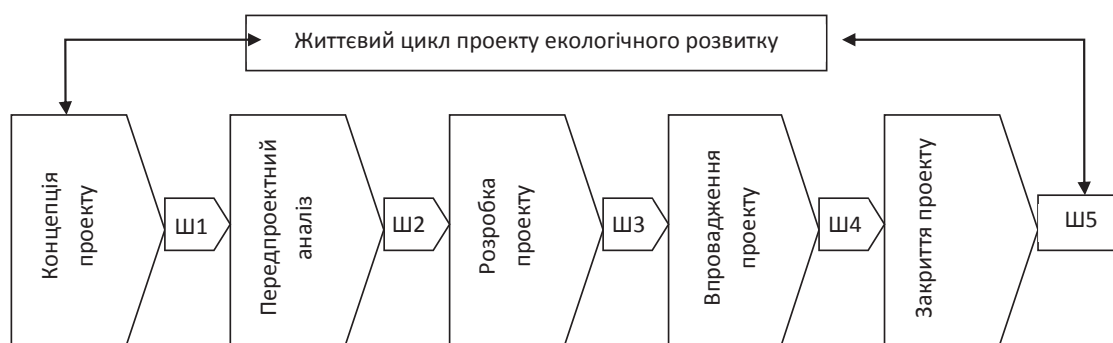 Життєвий цикл проекту екологічного розвитку
Концепція
проекту
Ш1
Передпроектний
аналіз
Ш2
Розробка
проекту
Ш3
Впровадження
проекту
Ш4
Закриття проекту
Ш5